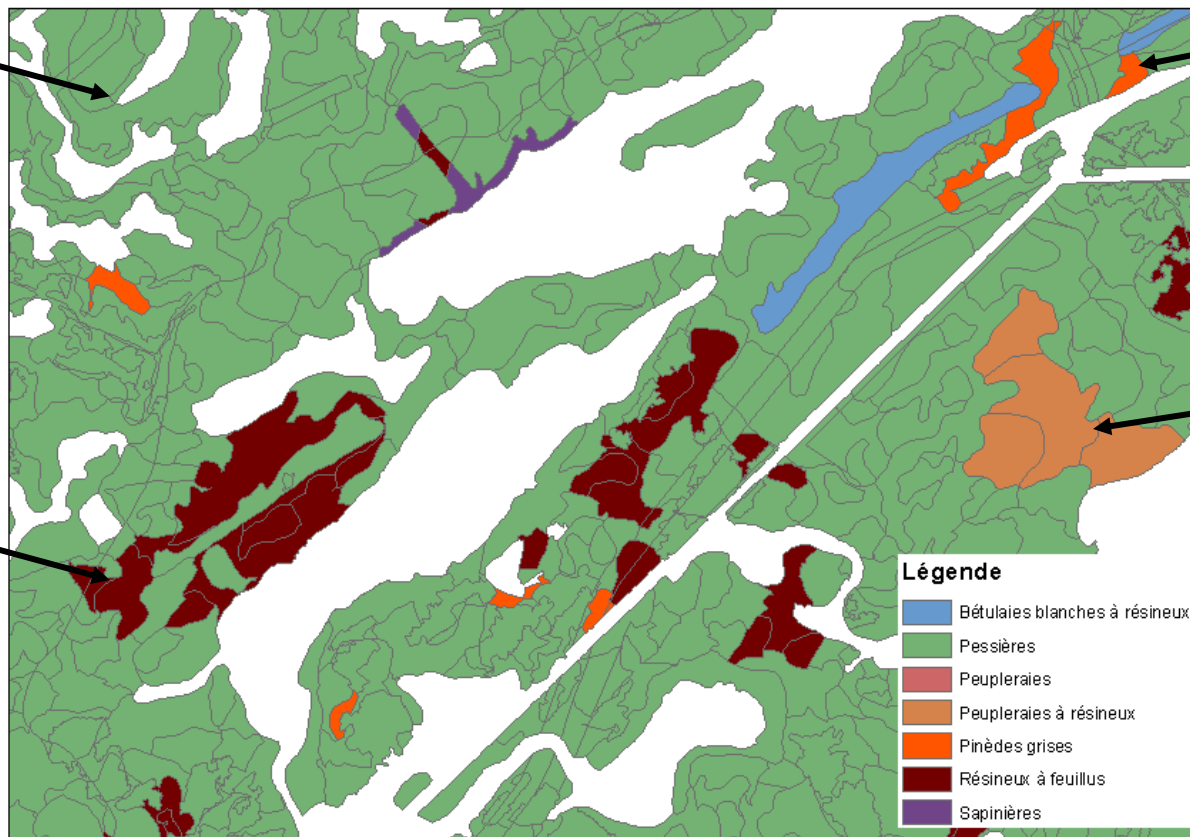 Légende
Bétulaies blanches à résineux
Pessières
Peupleraies
Peupleraies à résineux
Pinèdes grises
Résineux à feuillus
Sapinières